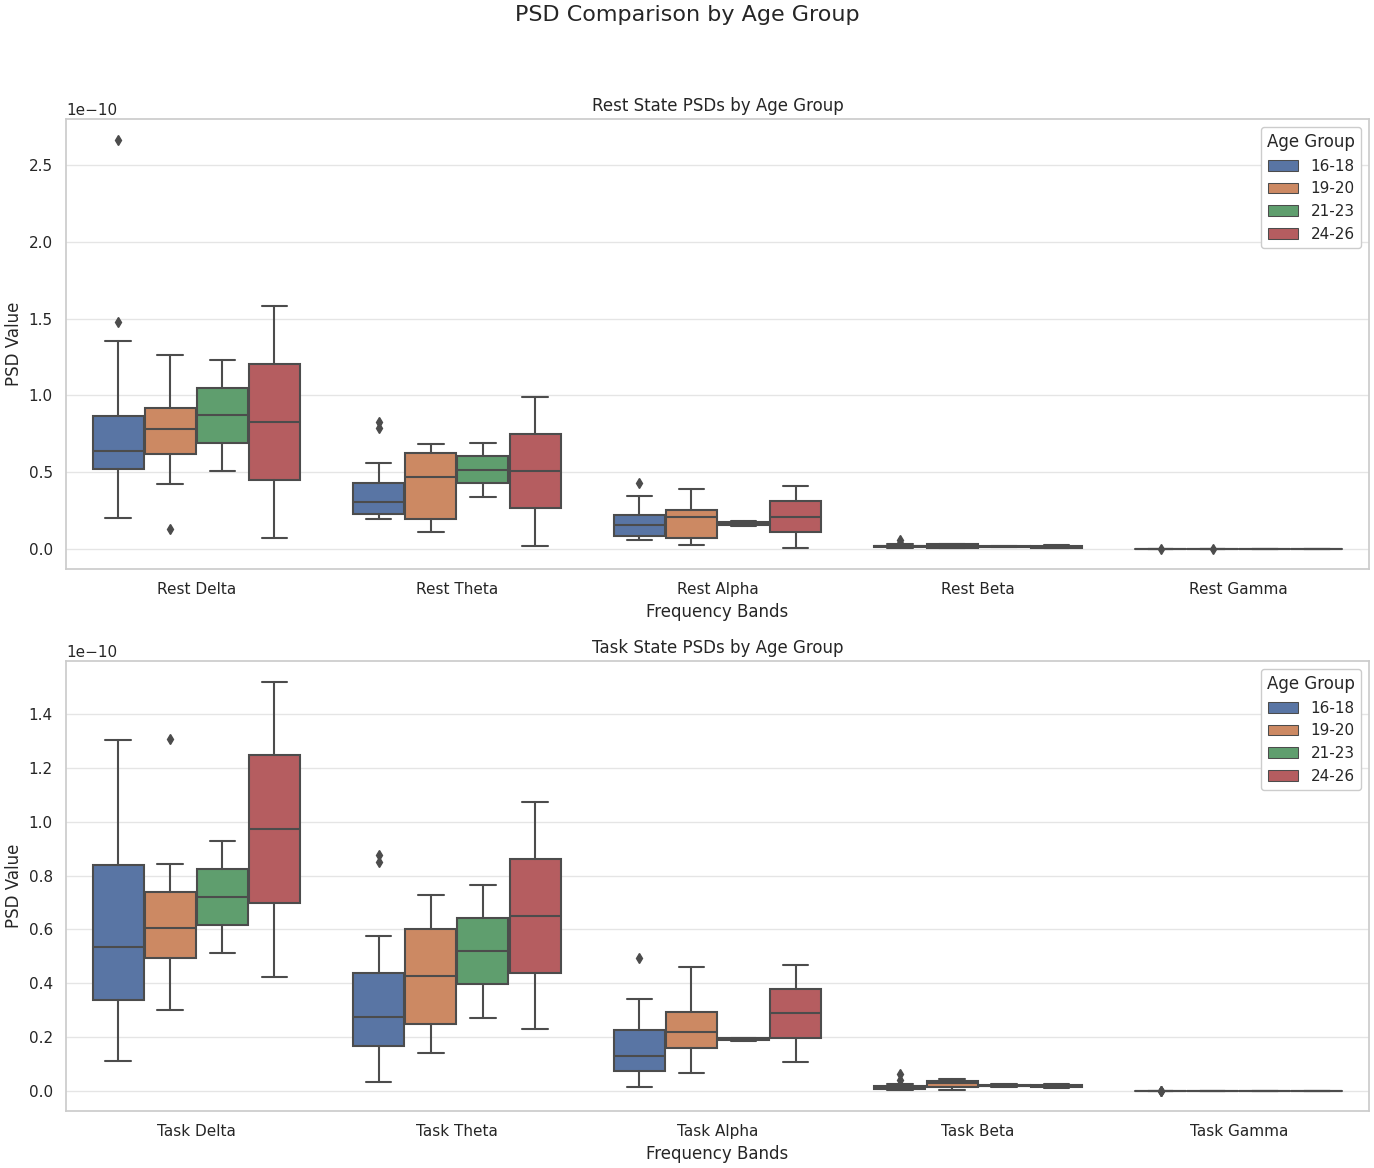 PSD Comparison by Age Group
Rest State PSDs by Age Group
1e−10
PSD Value
2.5
2.0
1.5
1.0
0.5
0.0
Age Group
16-18
19-20
21-23
24-26
Rest Delta
Rest Theta
Rest Alpha
Rest Beta
Rest Gamma
Frequency Bands
Task State PSDs by Age Group
1e−10
PSD Value
1.4
1.2
1.0
0.8
0.6
0.4
0.2
0.0
Age Group
16-18
19-20
21-23
24-26
Task Delta
Task Theta
Task Alpha
Task Beta
Task Gamma
Frequency Bands